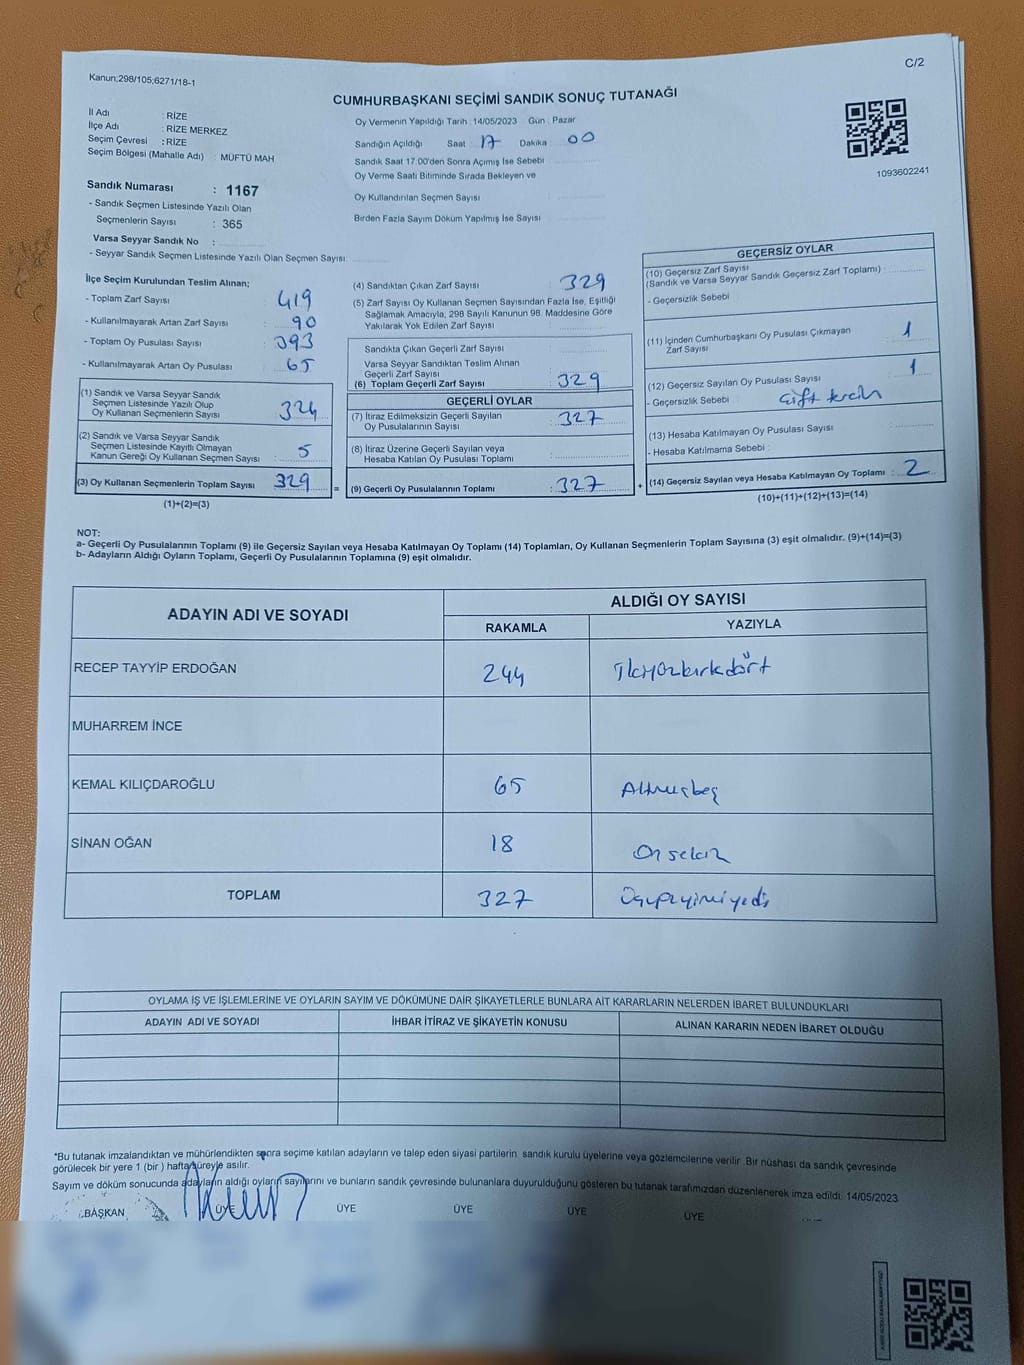 Kanun;298/105,6271/18-1
C/2
CUMHURBAŞKANI SEÇİMİ SANDIK SONUÇ TUTANAĞI
İl Adı : RİZE
İlçe Adı : RİZE MERKEZ
Seçim Çevresi : RİZE
Seçim Bölgesi (Mahalle Adı) : MÜFTÜ MAH
Oy Vermenin Yapıldığı Tarih : 14/05/2023 Gün : Pazar
Sandığın Açıldığı Saat : 17 Dakika : 00
Sandık Saat 17.00'den Sonra Açımış İse Sebebi
Oy Verme Saati Bitiminde Sırada Bekleyen ve
Oy Kullandırılan Seçmen Sayısı :
Birden Fazla Sayım Döküm Yapılmış İse Sayısı :
1093602241
Sandık Numarası : 1167
- Sandık Seçmen Listesinde Yazılı Olan
Seçmenlerin Sayısı : 365
Varsa Seyyar Sandık No :
- Seyyar Sandık Seçmen Listesinde Yazılı Olan Seçmen Sayısı:
İlçe Seçim Kurulundan Teslim Alınan;
- Toplam Zarf Sayısı : 419
- Kullanılmayarak Artan Zarf Sayısı : 90
- Toplam Oy Pusulası Sayısı : 393
- Kullanılmayarak Artan Oy Pusulası : 65
(1) Sandık ve Varsa Seyyar Sandık
Seçmen Listesinde Yazılı Olup
Oy Kullanan Seçmenlerin Sayısı : 324
(2) Sandık ve Varsa Seyyar Sandık
Seçmen Listesinde Kayıtlı Olmayan
Kanun Gereği Oy Kullanan Seçmen Sayısı : 5
(3) Oy Kullanan Seçmenlerin Toplam Sayısı : 329
(1)+(2)=(3)
(4) Sandıktan Çıkan Zarf Sayısı : 329
(5) Zarf Sayısı Oy Kullanan Seçmen Sayısından Fazla İse, Eşitliği
Sağlamak Amacıyla, 298 Sayılı Kanunun 98. Maddesine Göre
Yakılarak Yok Edilen Zarf Sayısı :
Sandıkta Çıkan Geçerli Zarf Sayısı :
Varsa Seyyar Sandıktan Teslim Alınan
Geçerli Zarf Sayısı :
(6) Toplam Geçerli Zarf Sayısı : 329
GEÇERLİ OYLAR
(7) İtiraz Edilmeksizin Geçerli Sayılan
Oy Pusulalarının Sayısı : 327
(8) İtiraz Üzerine Geçerli Sayılan veya
Hesaba Katılan Oy Pusulası Toplamı :
= (9) Geçerli Oy Pusulalarının Toplamı : 327 +
GEÇERSİZ OYLAR
(10) Geçersiz Zarf Sayısı
(Sandık ve Varsa Seyyar Sandık Geçersiz Zarf Toplamı) :
- Geçersizlik Sebebi
(11) İçinden Cumhurbaşkanı Oy Pusulası Çıkmayan : 1
Zarf Sayısı
(12) Geçersiz Sayılan Oy Pusulası Sayısı : 1
- Geçersizlik Sebebi : Çift tercih
(13) Hesaba Katılmayan Oy Pusulası Sayısı :
- Hesaba Katılmama Sebebi :
(14) Geçersiz Sayılan veya Hesaba Katılmayan Oy Toplamı : 2
(10)+(11)+(12)+(13)=(14)
NOT:
a- Geçerli Oy Pusulalarının Toplamı (9) ile Geçersiz Sayılan veya Hesaba Katılmayan Oy Toplamı (14) Toplamları, Oy Kullanan Seçmenlerin Toplam Sayısına (3) eşit olmalıdır. (9)+(14)=(3)
b- Adayların Aldığı Oyların Toplamı, Geçerli Oy Pusulalarının Toplamına (9) eşit olmalıdır.
ADAYIN ADI VE SOYADI
ALDIĞI OY SAYISI
RAKAMLA YAZIYLA
RECEP TAYYİP ERDOĞAN 244 İkiyüzkırkdört
MUHARREM İNCE
KEMAL KILIÇDAROĞLU 65 Altmışbeş
SİNAN OĞAN 18 Onsekiz
TOPLAM 327 Üçyüzyirmiyedi
OYLAMA İŞ VE İŞLEMLERİNE VE OYLARIN SAYIM VE DÖKÜMÜNE DAİR ŞİKAYETLERLE BUNLARA AİT KARARLARIN NELERDEN İBARET BULUNDUKLARI
ADAYIN ADI VE SOYADI İHBAR İTİRAZ VE ŞİKAYETİN KONUSU ALINAN KARARIN NEDEN İBARET OLDUĞU
*Bu tutanak imzalandıktan ve mühürlendikten sonra seçime katılan adayların ve talep eden siyasi partilerin sandık kurulu üyelerine veya gözlemcilerine verilir. Bir nüshası da sandık çevresinde
görülecek bir yere 1 (bir ) hafta süreyle asılır.
Sayım ve döküm sonucunda adayların aldığı oyların sayılarını ve bunların sandık çevresinde bulunanlara duyurulduğunu gösteren bu tutanak tarafımızdan düzenlenerek imza edildi. 14/05/2023
BAŞKAN ÜYE ÜYE ÜYE ÜYE ÜYE